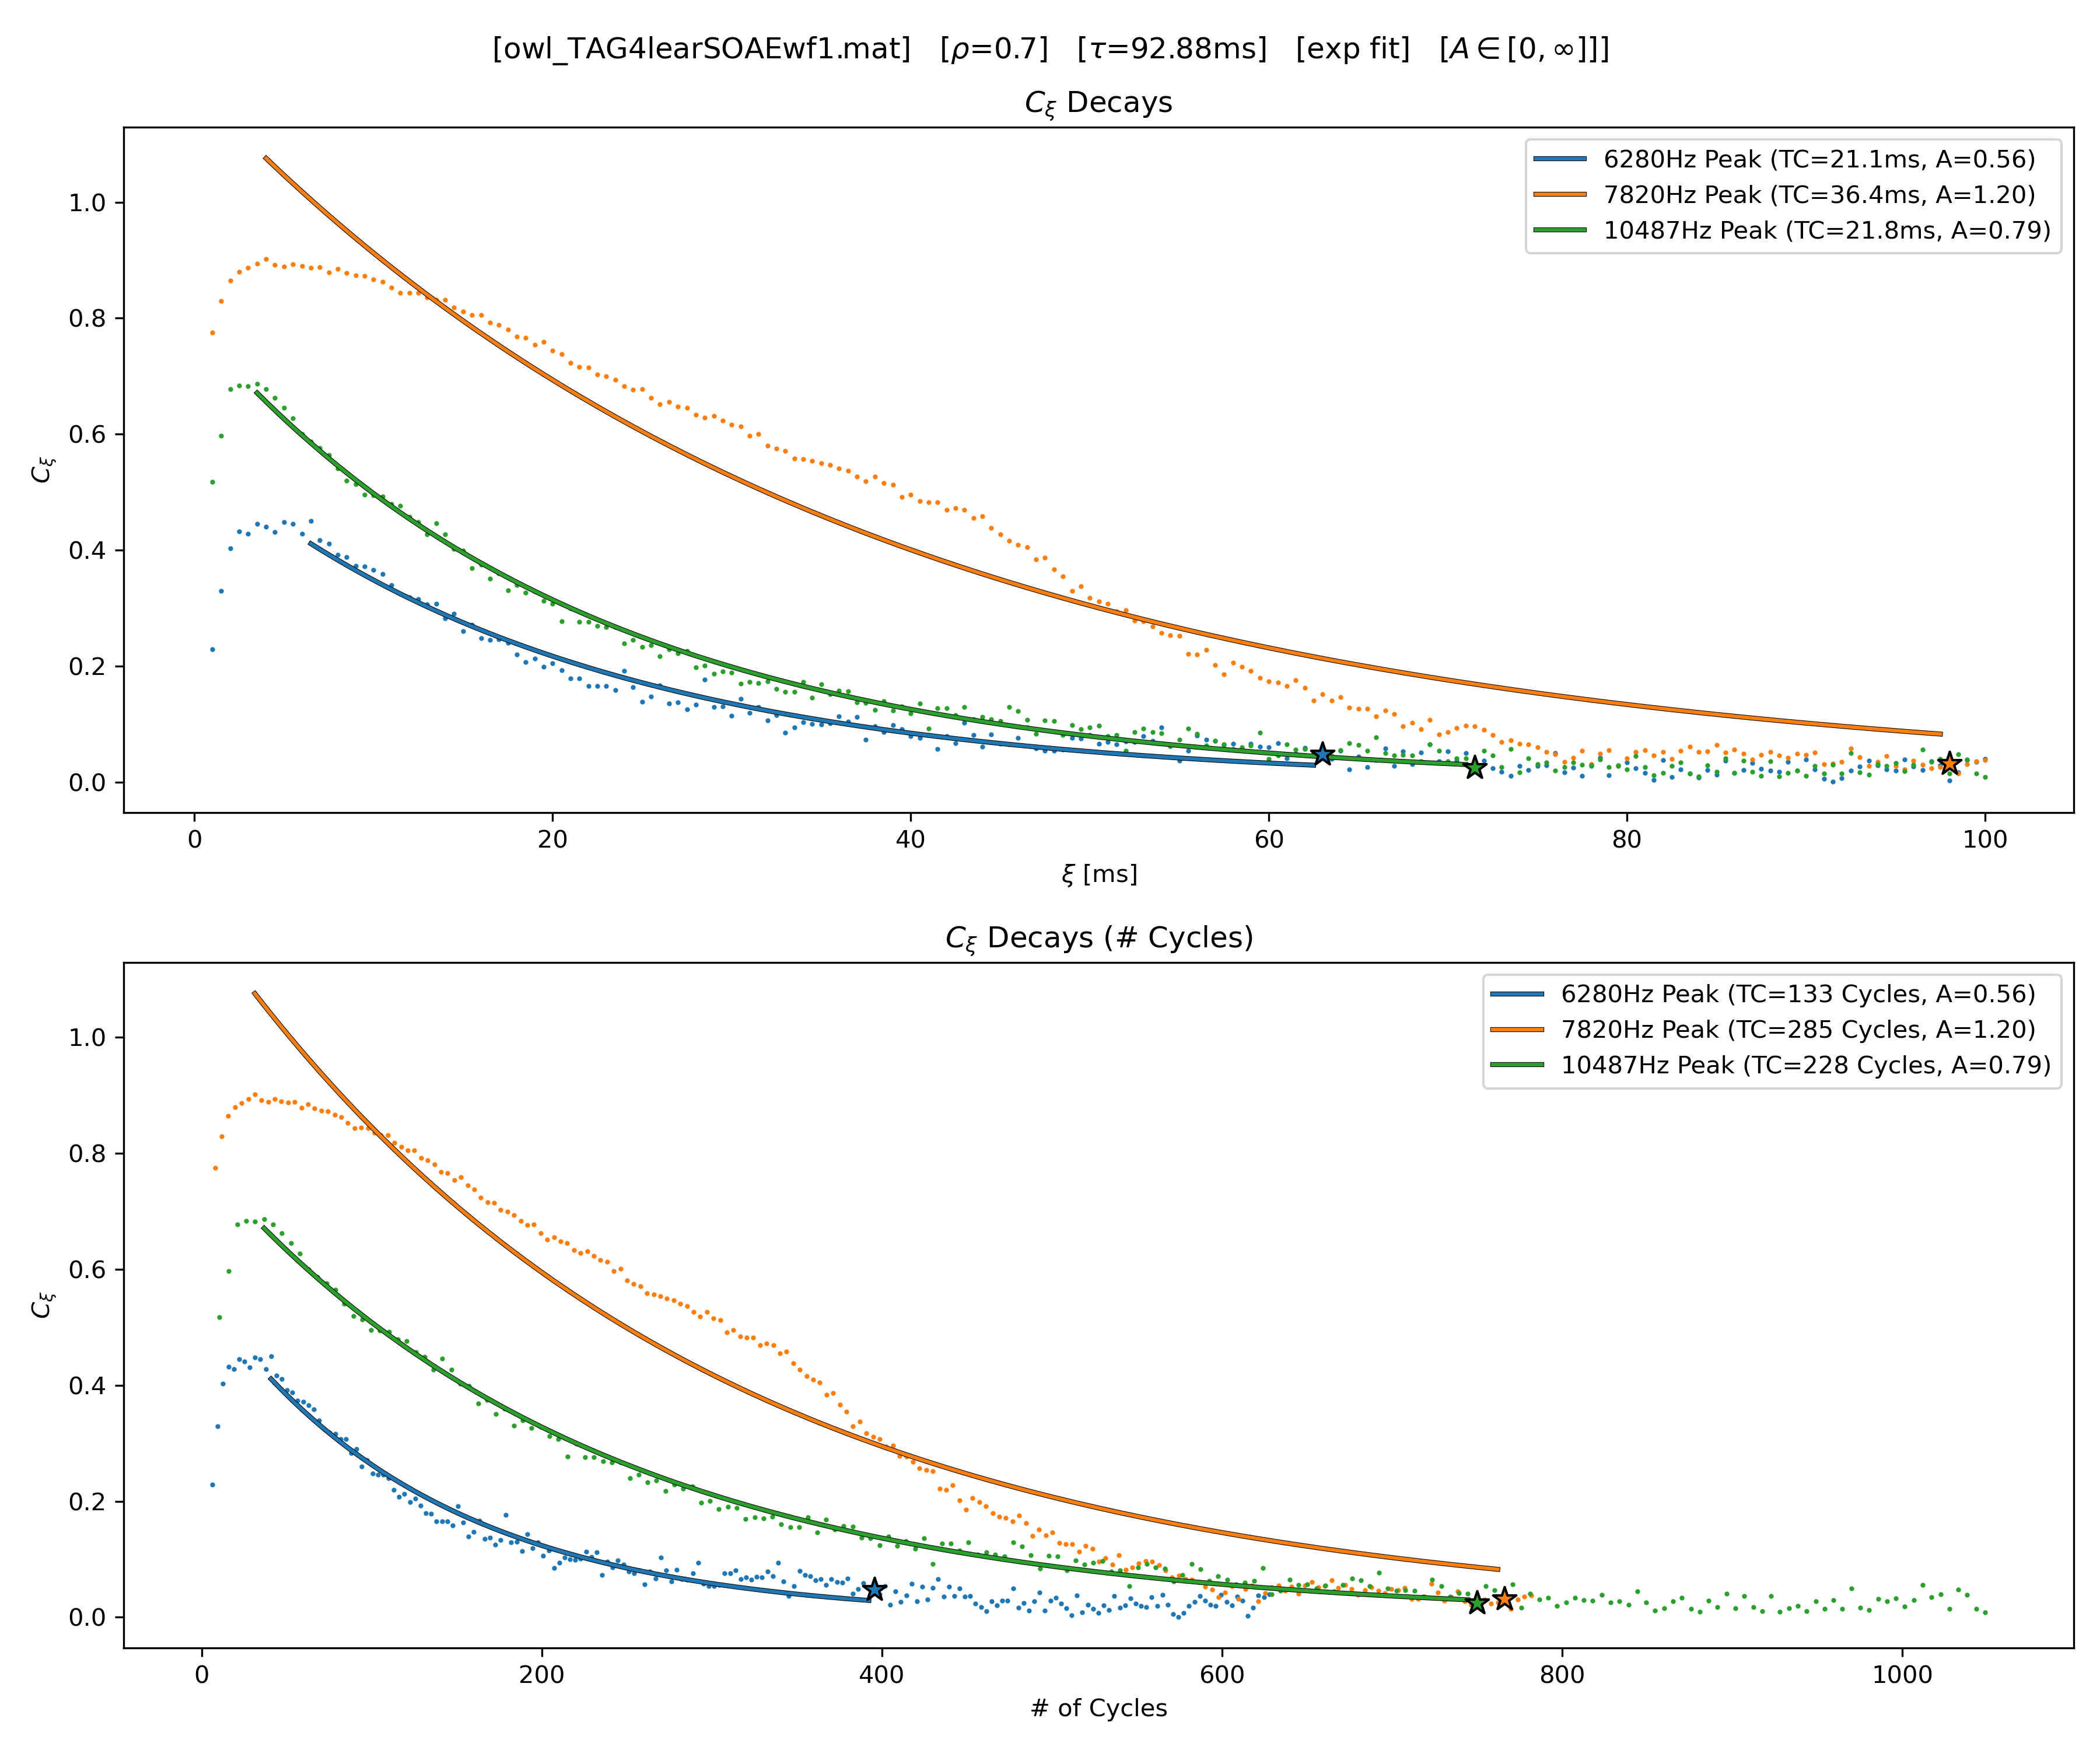 [owl_TAG4learSOAEwf1.mat] [ρ=0.7] [τ=92.88ms] [exp fit] [A ∈ [0, ∞]]]
C_ξ Decays
6280Hz Peak (TC=21.1ms, A=0.56)
7820Hz Peak (TC=36.4ms, A=1.20)
10487Hz Peak (TC=21.8ms, A=0.79)
1.0
0.8
0.6
0.4
0.2
0.0
C_ξ
0 20 40 60 80 100
ξ [ms]
C_ξ Decays (# Cycles)
6280Hz Peak (TC=133 Cycles, A=0.56)
7820Hz Peak (TC=285 Cycles, A=1.20)
10487Hz Peak (TC=228 Cycles, A=0.79)
1.0
0.8
0.6
0.4
0.2
0.0
C_ξ
0 200 400 600 800 1000
# of Cycles